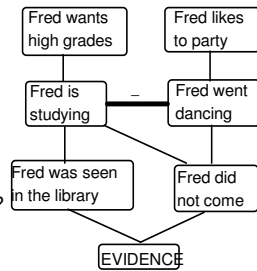 Fred wants
high grades
Fred likes
to party
Fred is
studying
–
Fred went
dancing
Fred was seen
in the library
Fred did
not come
?
EVIDENCE